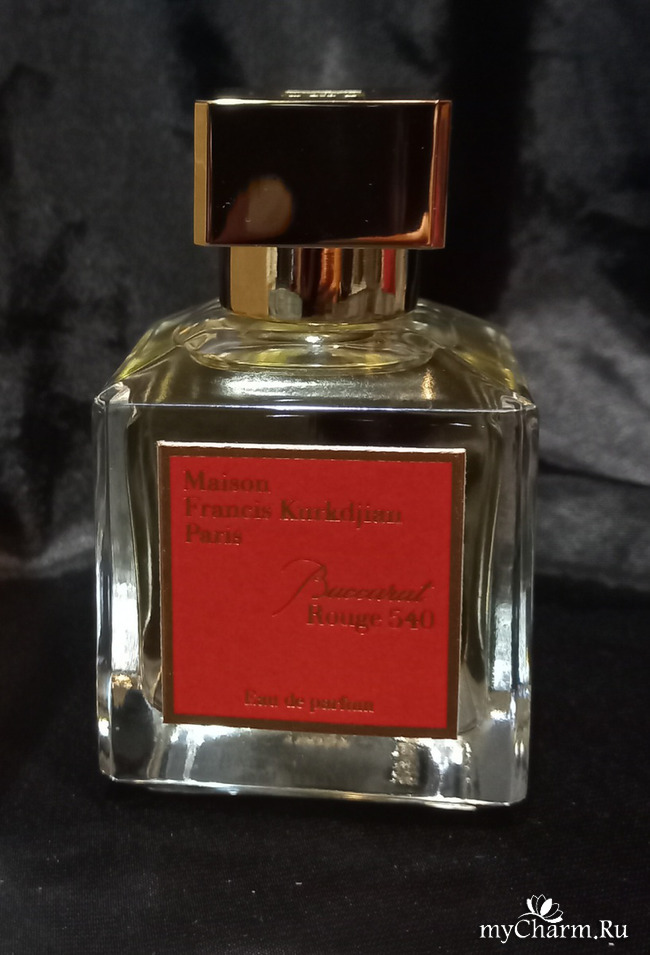 Maison
Francis Kurkdjian
Paris
Baccarat
Rouge 540
Eau de parfum
myCharm.Ru